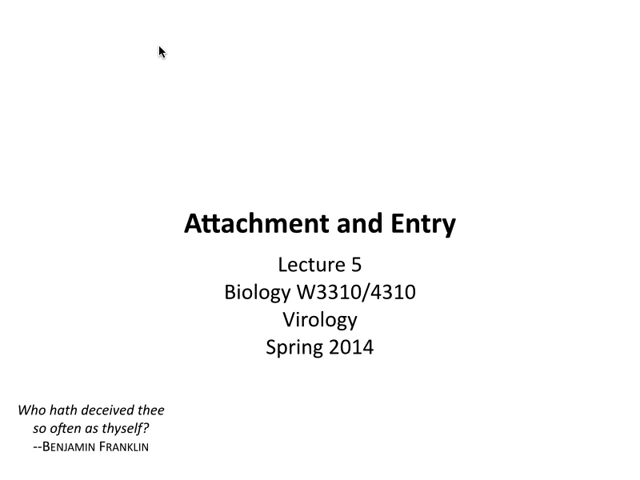 Attachment and Entry
Lecture 5
Biology W3310/4310
Virology
Spring 2014
Who hath deceived thee
so often as thyself?
--BENJAMIN FRANKLIN